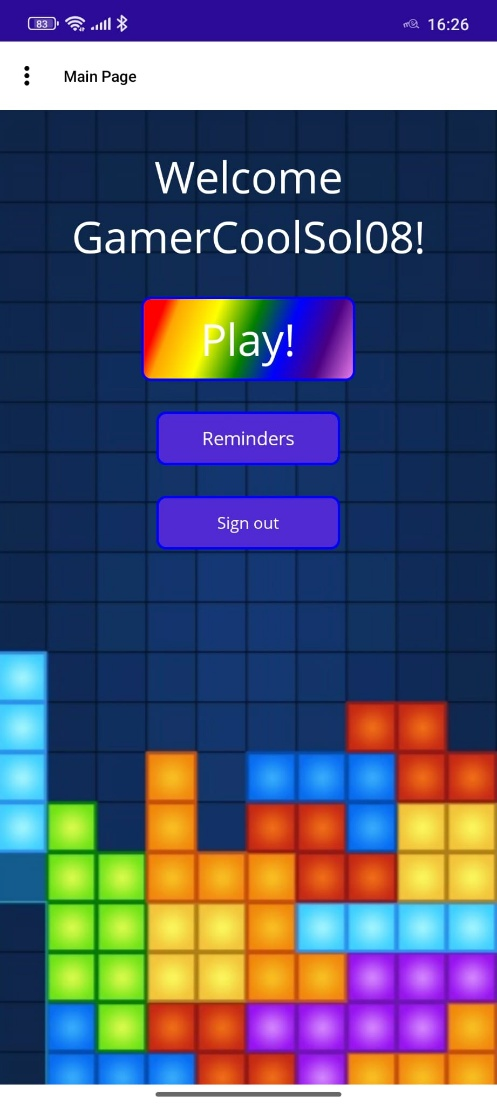 83
16:26
Main Page
Welcome
GamerCoolSol08!
Play!
Reminders
Sign out